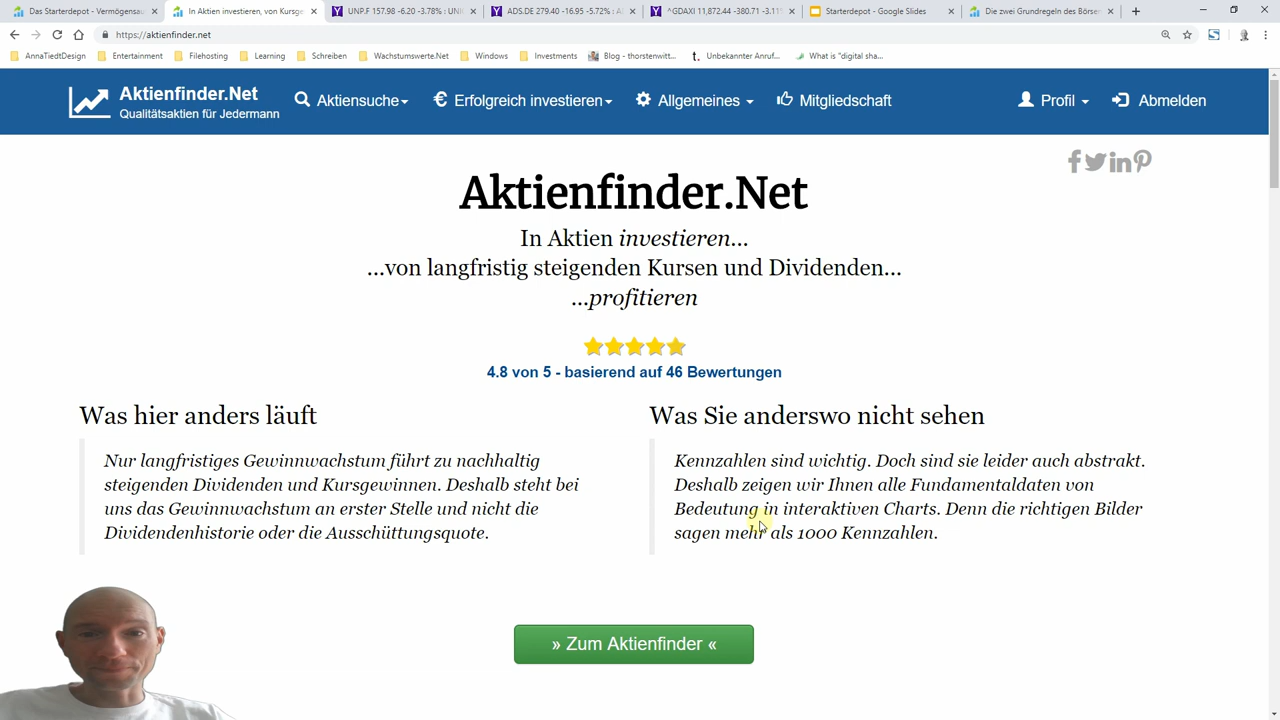 Das Starterdepot - Vermögensau
In Aktien investieren, von Kursge
UNP.F 157.98 -6.20 -3.78% : UNI
ADS.DE 279.40 -16.95 -5.72% : AI
^GDAXI 11,872.44 -380.71 -3.11%
Starterdepot - Google Slides
Die zwei Grundregeln des Börse
https://aktienfinder.net
AnnaTiedtDesign
Entertainment
Filehosting
Learning
Schreiben
Wachstumswerte.Net
Windows
Investments
Blog - thorstenwitt...
Unbekannter Anruf...
What is "digital sha...
Aktienfinder.Net
Qualitätsaktien für Jedermann
Aktiensuche
Erfolgreich investieren
Allgemeines
Mitgliedschaft
Profil
Abmelden
Aktienfinder.Net
In Aktien investieren...
...von langfristig steigenden Kursen und Dividenden...
...profitieren
4.8 von 5 - basierend auf 46 Bewertungen
Was hier anders läuft
Nur langfristiges Gewinnwachstum führt zu nachhaltig
steigenden Dividenden und Kursgewinnen. Deshalb steht bei
uns das Gewinnwachstum an erster Stelle und nicht die
Dividendenhistorie oder die Ausschüttungsquote.
Was Sie anderswo nicht sehen
Kennzahlen sind wichtig. Doch sind sie leider auch abstrakt.
Deshalb zeigen wir Ihnen alle Fundamentaldaten von
Bedeutung in interaktiven Charts. Denn die richtigen Bilder
sagen mehr als 1000 Kennzahlen.
» Zum Aktienfinder «